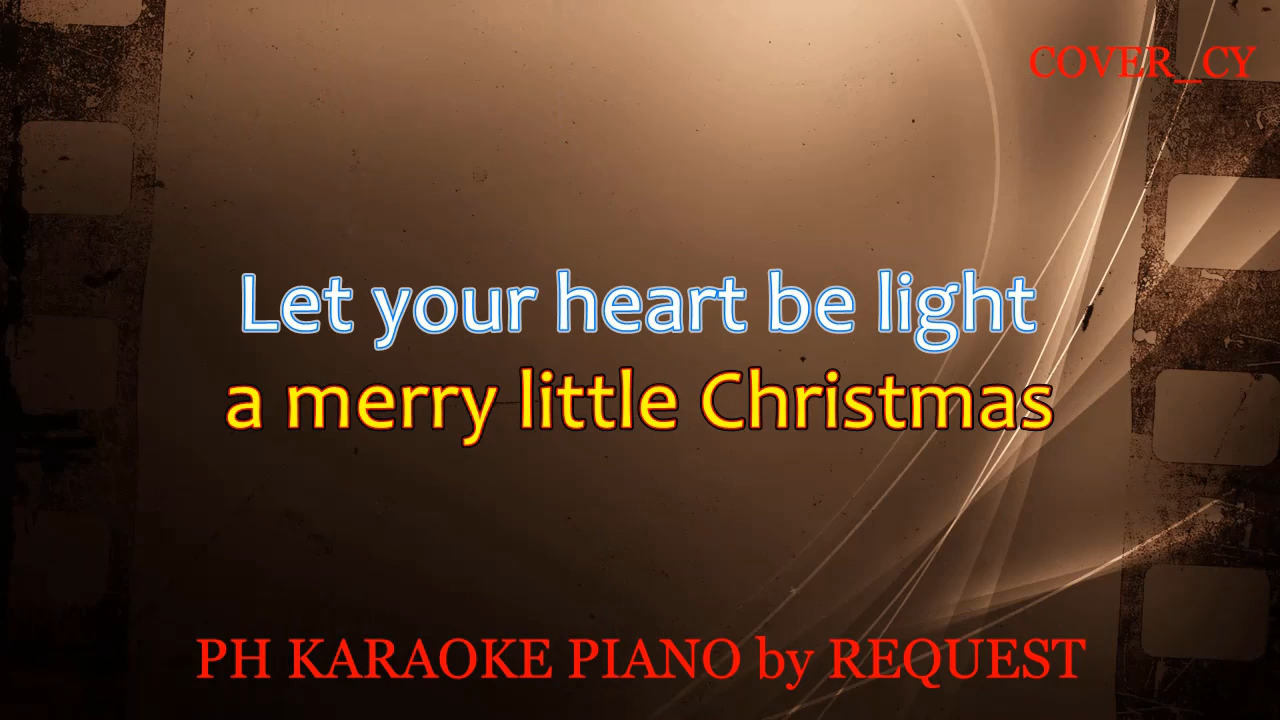 COVER_CY
Let your heart be light
a merry little Christmas
PH KARAOKE PIANO by REQUEST